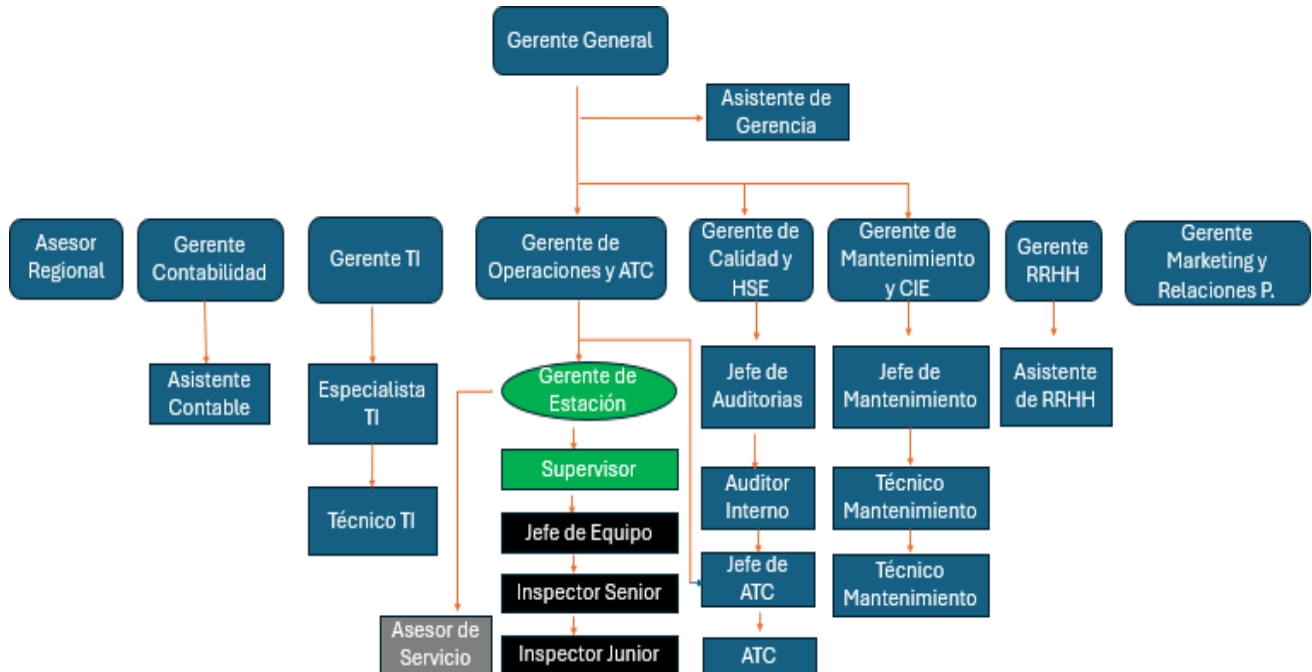 Gerente General
Asistente de
Gerencia
Asesor
Regional
Gerente
Contabilidad
Gerente TI
Gerente de
Operaciones y ATC
Gerente de
Calidad y
HSE
Gerente de
Mantenimiento
y CIE
Gerente
RRHH
Gerente
Marketing y
Relaciones P.
Asistente
Contable
Especialista
TI
Gerente de
Estación
Jefe de
Auditorias
Jefe de
Mantenimiento
Asistente
de RRHH
Supervisor
Técnico TI
Auditor
Interno
Técnico
Mantenimiento
Jefe de Equipo
Jefe de
ATC
Técnico
Mantenimiento
Inspector Senior
Asesor de
Servicio
Inspector Junior
ATC